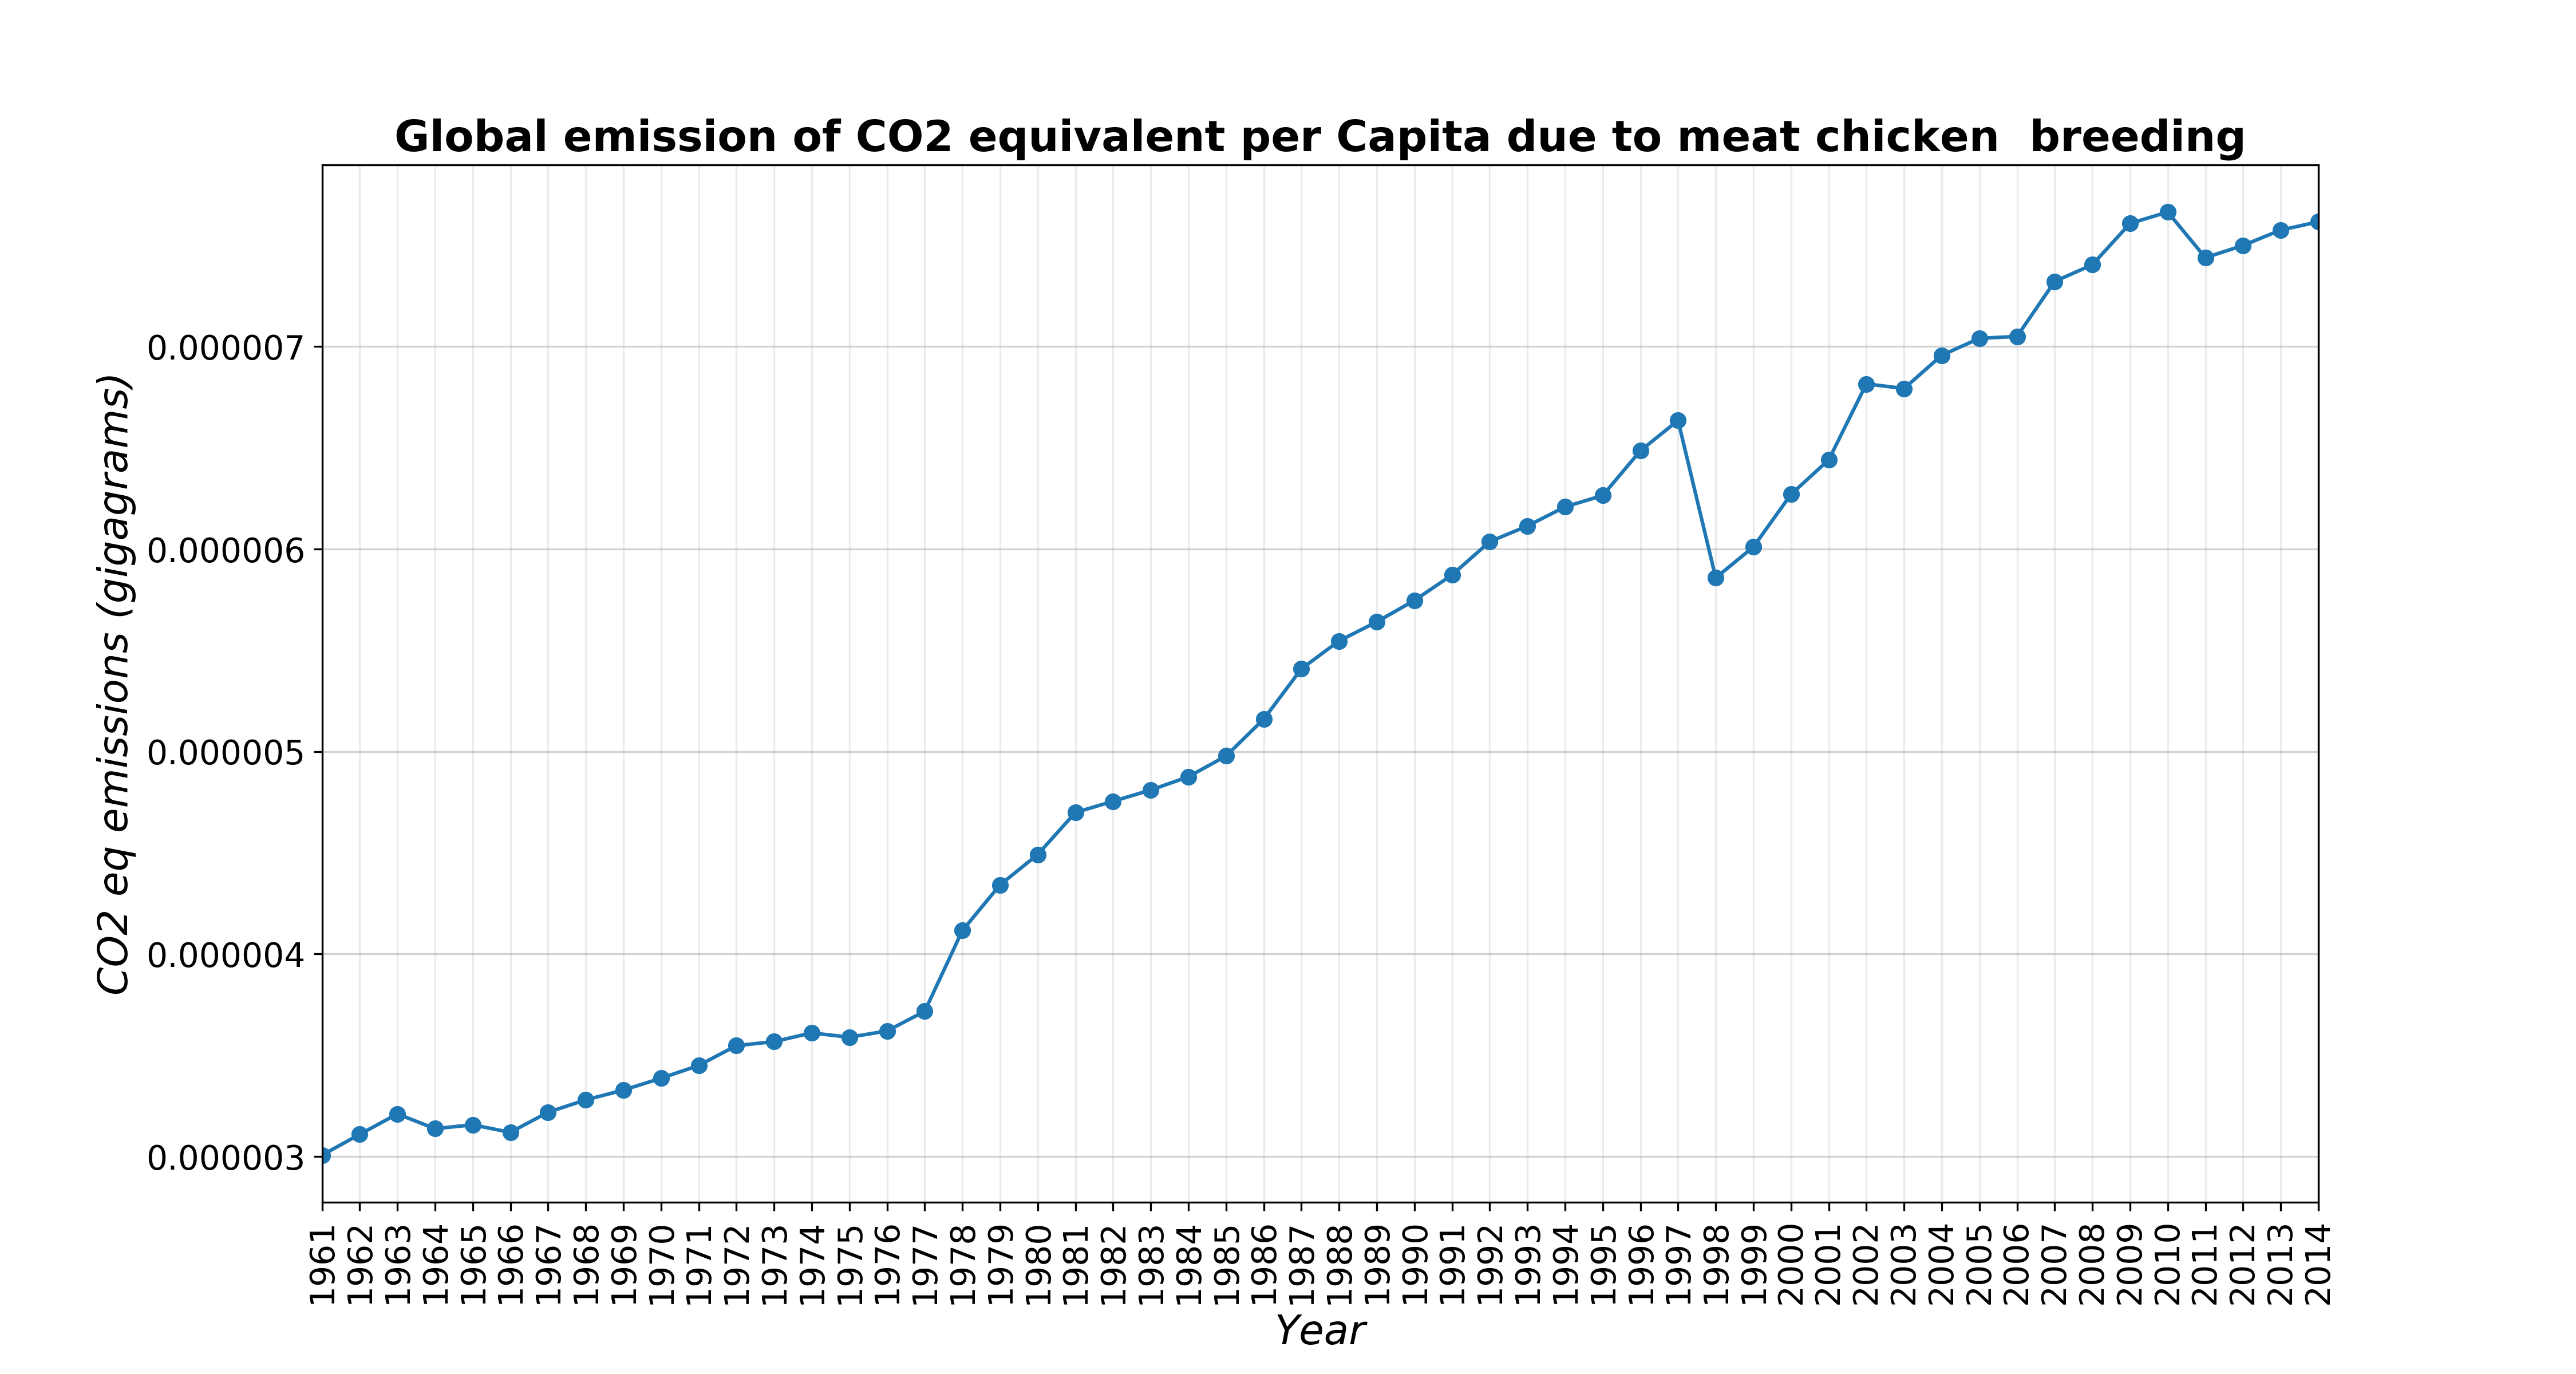 Global emission of CO2 equivalent per Capita due to meat chicken  breeding
CO2 eq emissions (gigagrams)
0.000007
0.000006
0.000005
0.000004
0.000003
1961 1962 1963 1964 1965 1966 1967 1968 1969 1970 1971 1972 1973 1974 1975 1976 1977 1978 1979 1980 1981 1982 1983 1984 1985 1986 1987 1988 1989 1990 1991 1992 1993 1994 1995 1996 1997 1998 1999 2000 2001 2002 2003 2004 2005 2006 2007 2008 2009 2010 2011 2012 2013 2014
Year